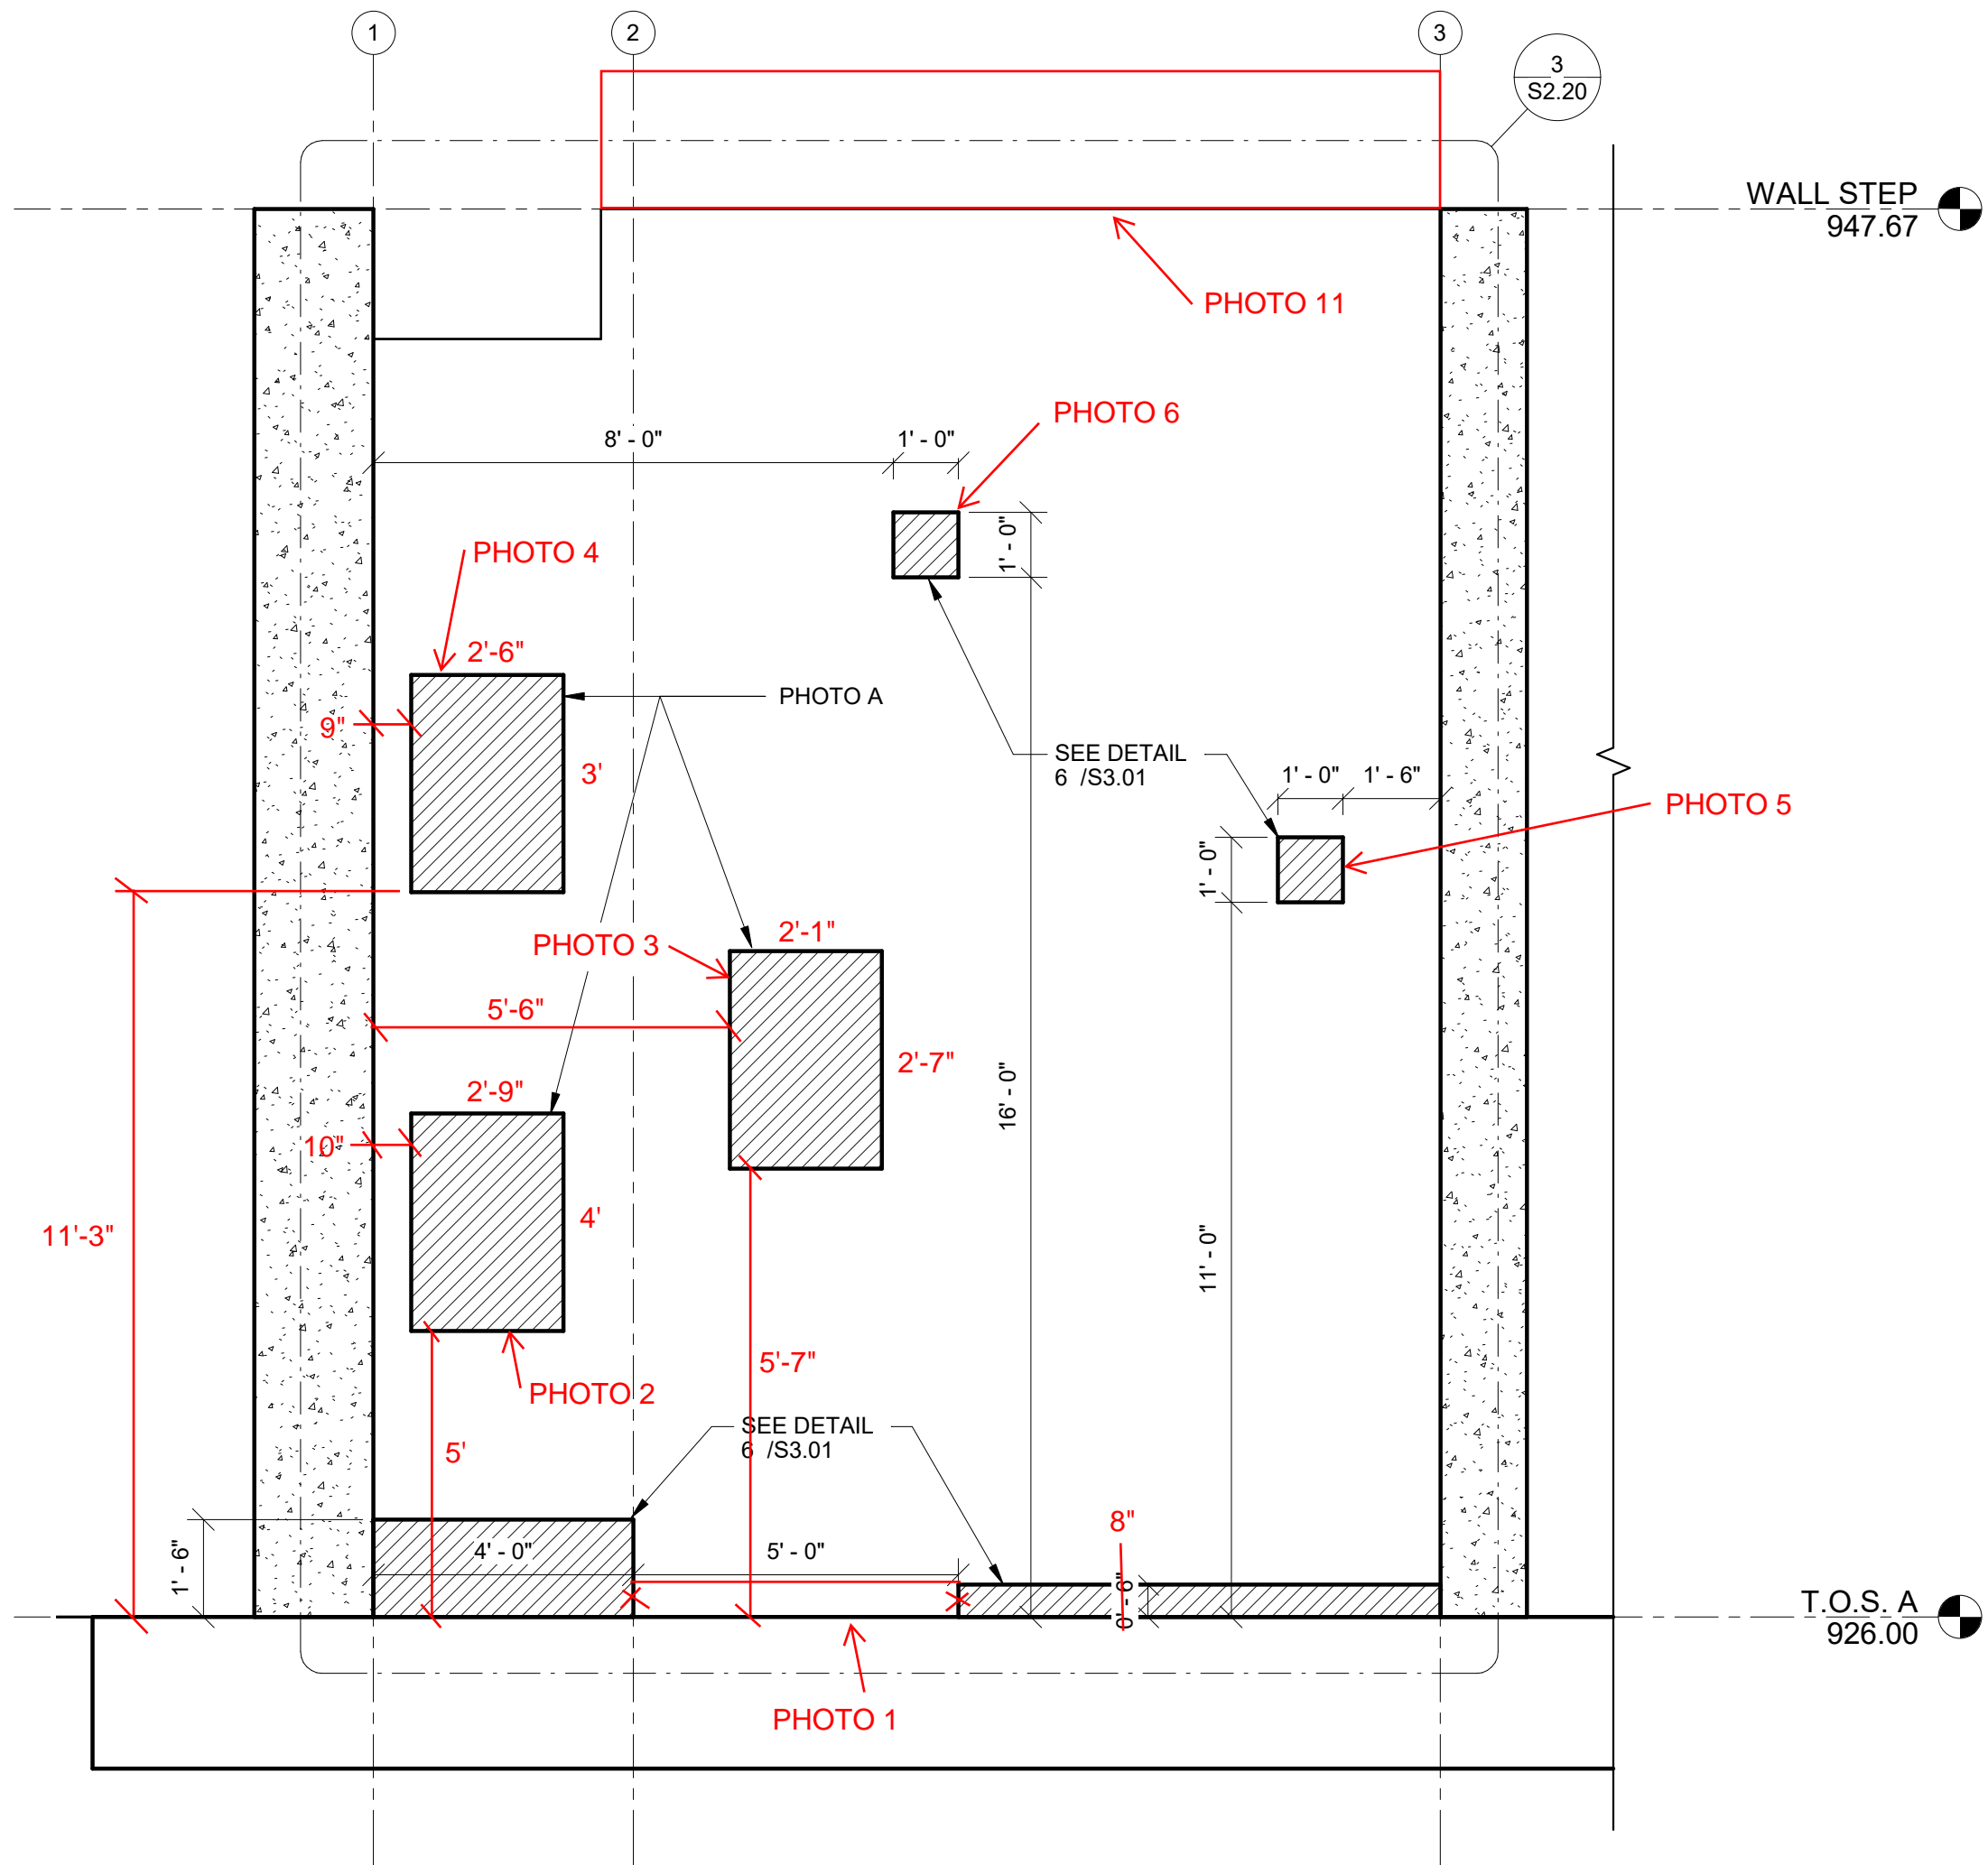 1
2
3
3
S2.20
WALL STEP
947.67
PHOTO 11
PHOTO 6
8' - 0"
1' - 0"
1' - 0"
PHOTO 4
2'-6"
PHOTO A
9"
3'
SEE DETAIL
6 /S3.01
1' - 0"
1' - 6"
PHOTO 5
1' - 0"
2'-1"
PHOTO 3
5'-6"
2'-7"
16' - 0"
2'-9"
10"
4'
11'-3"
11' - 0"
5'-7"
PHOTO 2
SEE DETAIL
6 /S3.01
5'
8"
4' - 0"
5' - 0"
1' - 6"
0' - 6"
T.O.S. A
926.00
PHOTO 1